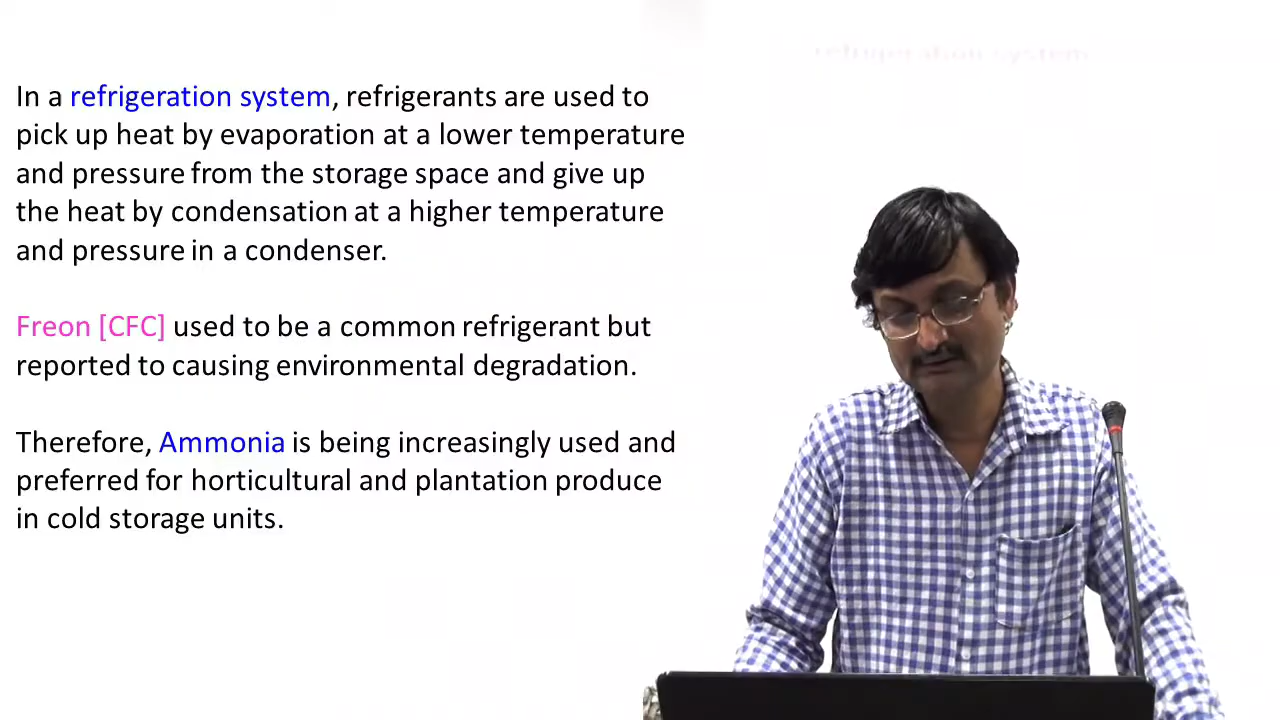 refrigeration system
In a refrigeration system, refrigerants are used to
pick up heat by evaporation at a lower temperature
and pressure from the storage space and give up
the heat by condensation at a higher temperature
and pressure in a condenser.
Freon [CFC] used to be a common refrigerant but
reported to causing environmental degradation.
Therefore, Ammonia is being increasingly used and
preferred for horticultural and plantation produce
in cold storage units.